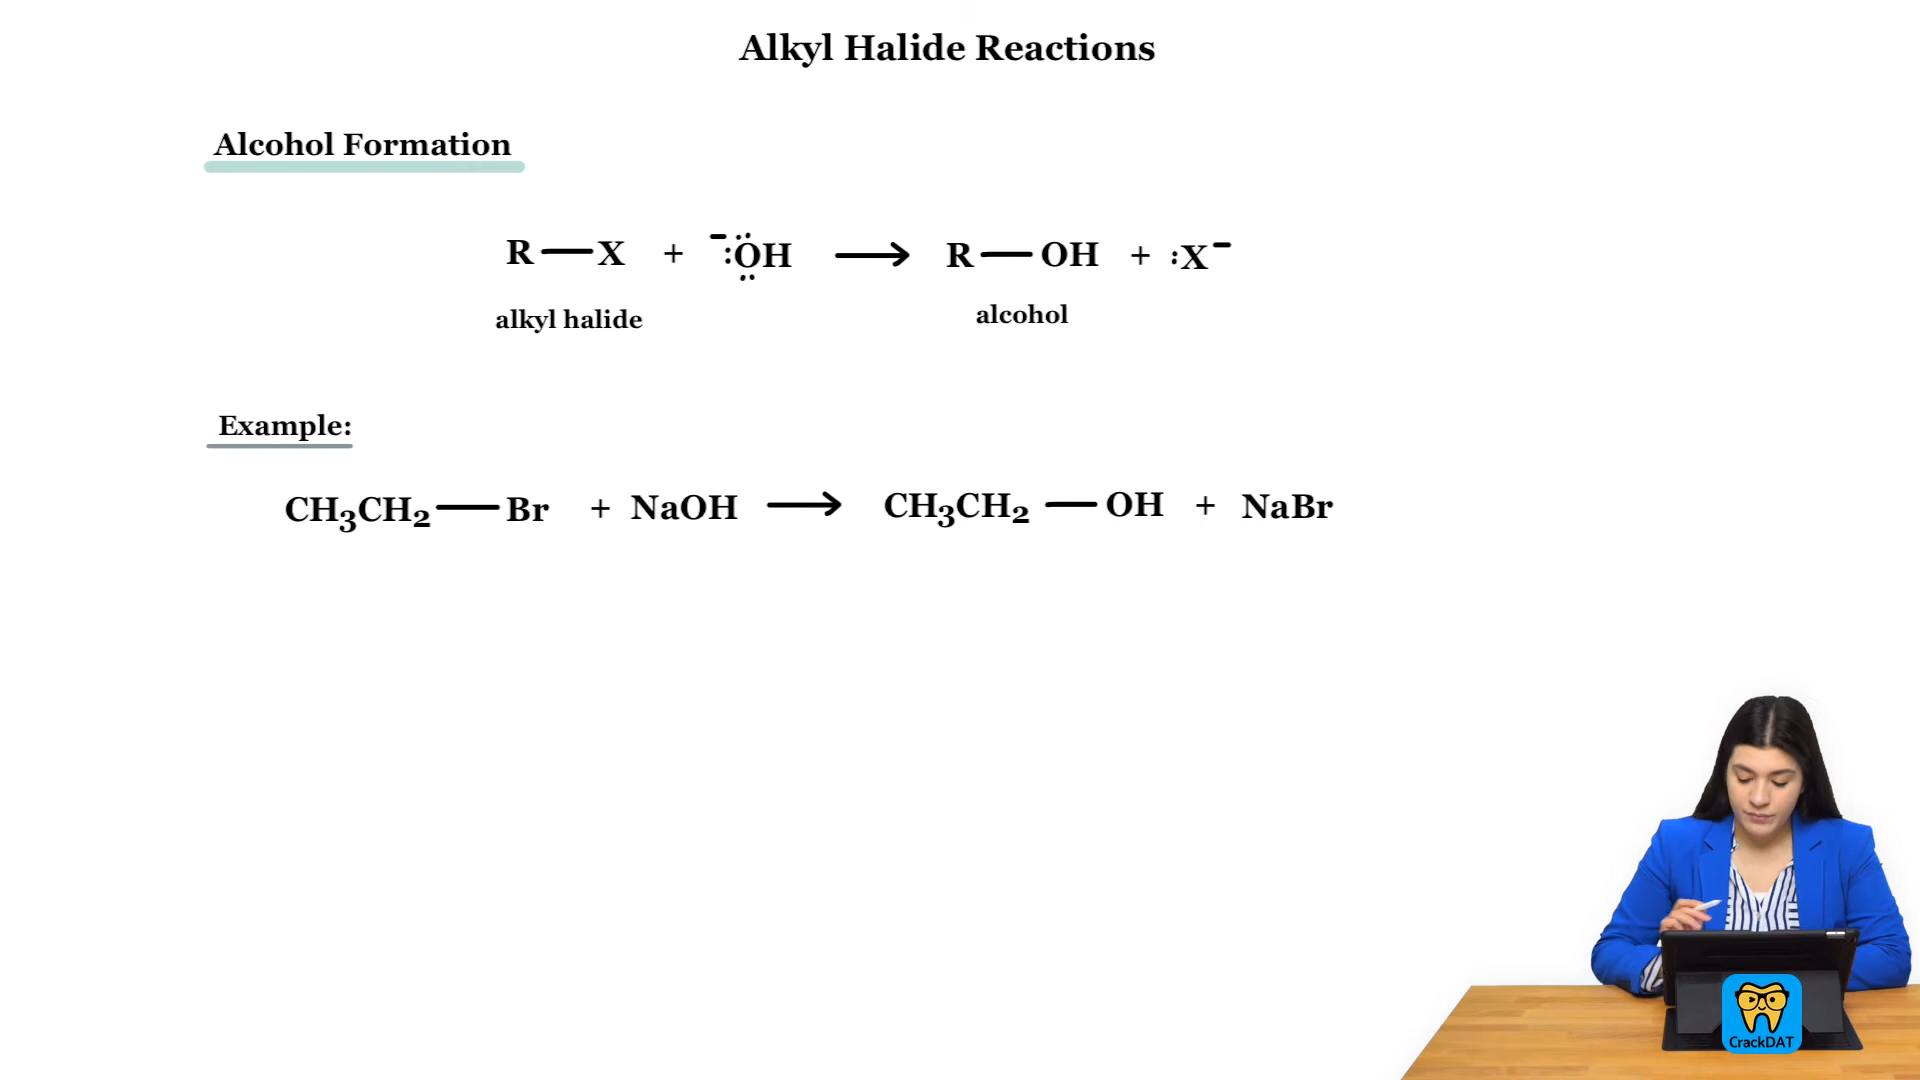 Alkyl Halide Reactions
Alcohol Formation
R — X + ⁻:ÖH ⟶ R — OH + :X⁻
alkyl halide alcohol
Example:
CH₃CH₂ — Br + NaOH ⟶ CH₃CH₂ — OH + NaBr
CrackDAT